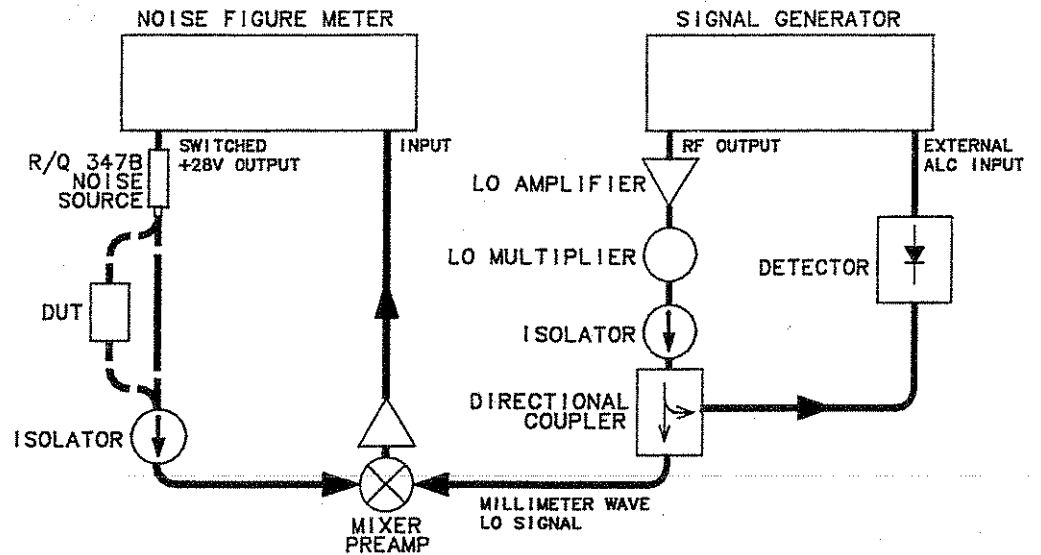 NOISE FIGURE METER
SIGNAL GENERATOR
SWITCHED
+28V OUTPUT
INPUT
RF OUTPUT
EXTERNAL
ALC INPUT
R/Q 347B
NOISE
SOURCE
LO AMPLIFIER
LO MULTIPLIER
DETECTOR
DUT
ISOLATOR
DIRECTIONAL
COUPLER
ISOLATOR
MILLIMETER WAVE
LO SIGNAL
MIXER
PREAMP